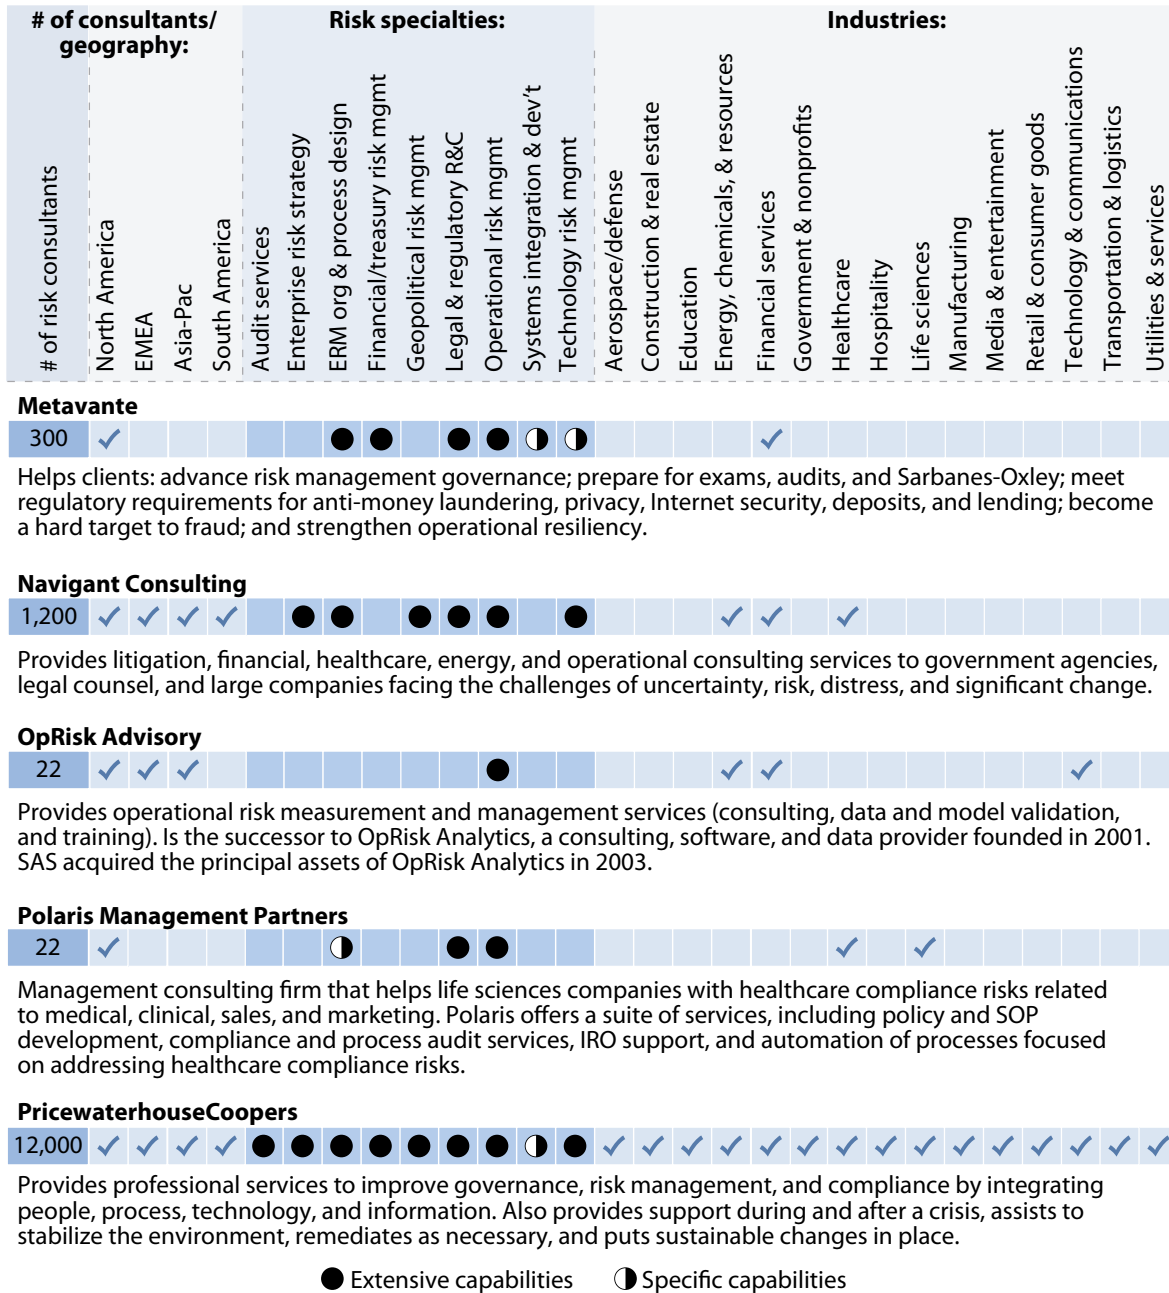 # of consultants/
geography:
Risk specialties:
Industries:
# of risk consultants
North America
EMEA
Asia-Pac
South America
Audit services
Enterprise risk strategy
ERM org & process design
Financial/treasury risk mgmt
Geopolitical risk mgmt
Legal & regulatory R&C
Operational risk mgmt
Systems integration & dev't
Technology risk mgmt
Aerospace/defense
Construction & real estate
Education
Energy, chemicals, & resources
Financial services
Government & nonprofits
Healthcare
Hospitality
Life sciences
Manufacturing
Media & entertainment
Retail & consumer goods
Technology & communications
Transportation & logistics
Utilities & services
Metavante
300
Helps clients: advance risk management governance; prepare for exams, audits, and Sarbanes-Oxley; meet
regulatory requirements for anti-money laundering, privacy, Internet security, deposits, and lending; become
a hard target to fraud; and strengthen operational resiliency.
Navigant Consulting
1,200
Provides litigation, financial, healthcare, energy, and operational consulting services to government agencies,
legal counsel, and large companies facing the challenges of uncertainty, risk, distress, and significant change.
OpRisk Advisory
22
Provides operational risk measurement and management services (consulting, data and model validation,
and training). Is the successor to OpRisk Analytics, a consulting, software, and data provider founded in 2001.
SAS acquired the principal assets of OpRisk Analytics in 2003.
Polaris Management Partners
22
Management consulting firm that helps life sciences companies with healthcare compliance risks related
to medical, clinical, sales, and marketing. Polaris offers a suite of services, including policy and SOP
development, compliance and process audit services, IRO support, and automation of processes focused
on addressing healthcare compliance risks.
PricewaterhouseCoopers
12,000
Provides professional services to improve governance, risk management, and compliance by integrating
people, process, technology, and information. Also provides support during and after a crisis, assists to
stabilize the environment, remediates as necessary, and puts sustainable changes in place.
Extensive capabilities
Specific capabilities